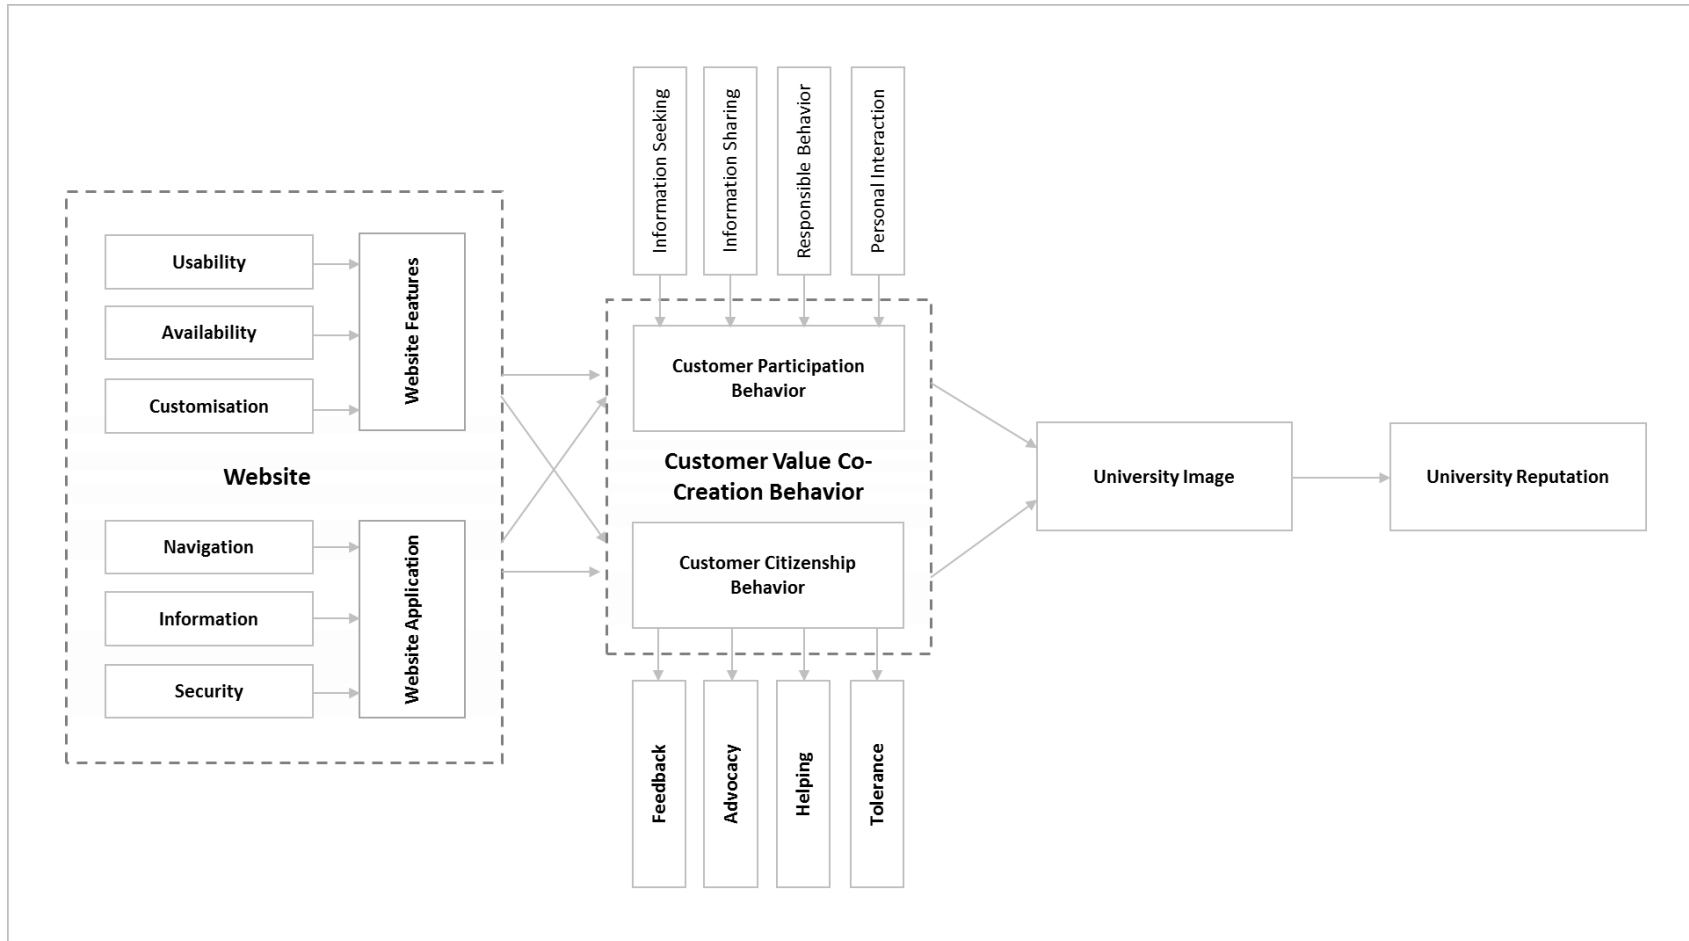 Information Seeking
Information Sharing
Responsible Behavior
Personal Interaction
Usability
Availability
Customisation
Website Features
Website
Navigation
Information
Security
Website Application
Customer Participation
Behavior
Customer Value Co-
Creation Behavior
Customer Citizenship
Behavior
Feedback
Advocacy
Helping
Tolerance
University Image
University Reputation